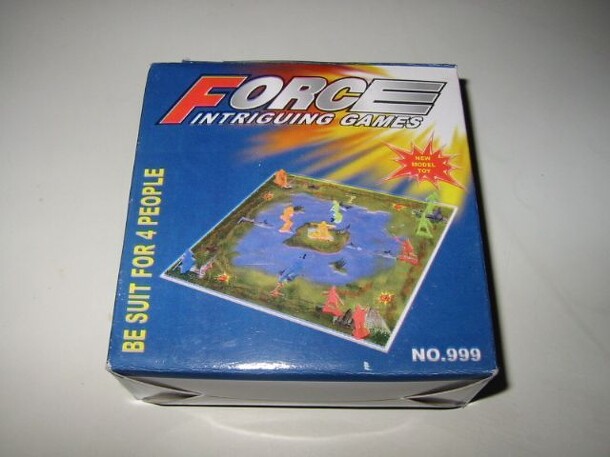 FORCE
INTRIGUING GAMES
NEW
MODEL
TOY
BE SUIT FOR 4 PEOPLE
NO.999